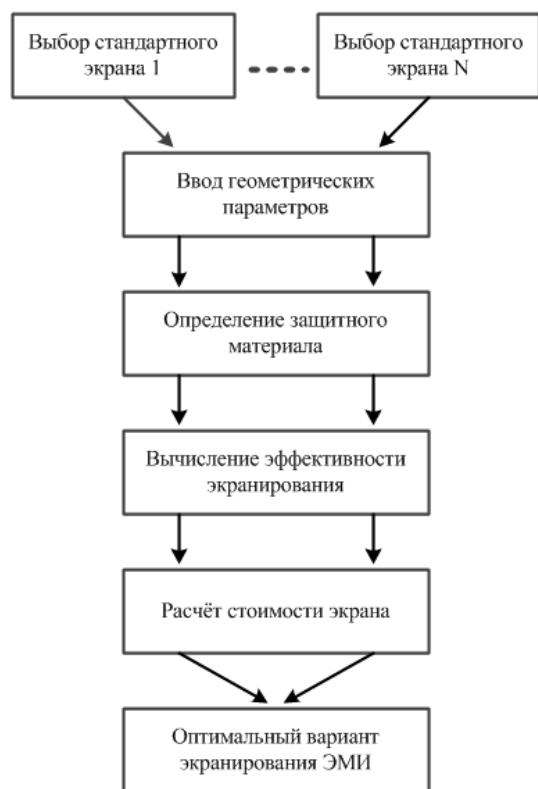 Выбор стандартного
экрана 1
Выбор стандартного
экрана N
Ввод геометрических
параметров
Определение защитного
материала
Вычисление эффективности
экранирования
Расчёт стоимости экрана
Оптимальный вариант
экранирования ЭМИ